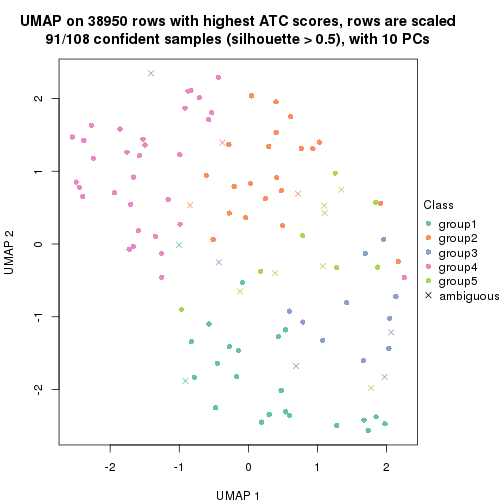 UMAP on 38950 rows with highest ATC scores, rows are scaled
91/108 confident samples (silhouette > 0.5), with 10 PCs
2
1
0
-1
-2
UMAP 2
-2
-1
0
1
2
UMAP 1
Class
group1
group2
group3
group4
group5
ambiguous